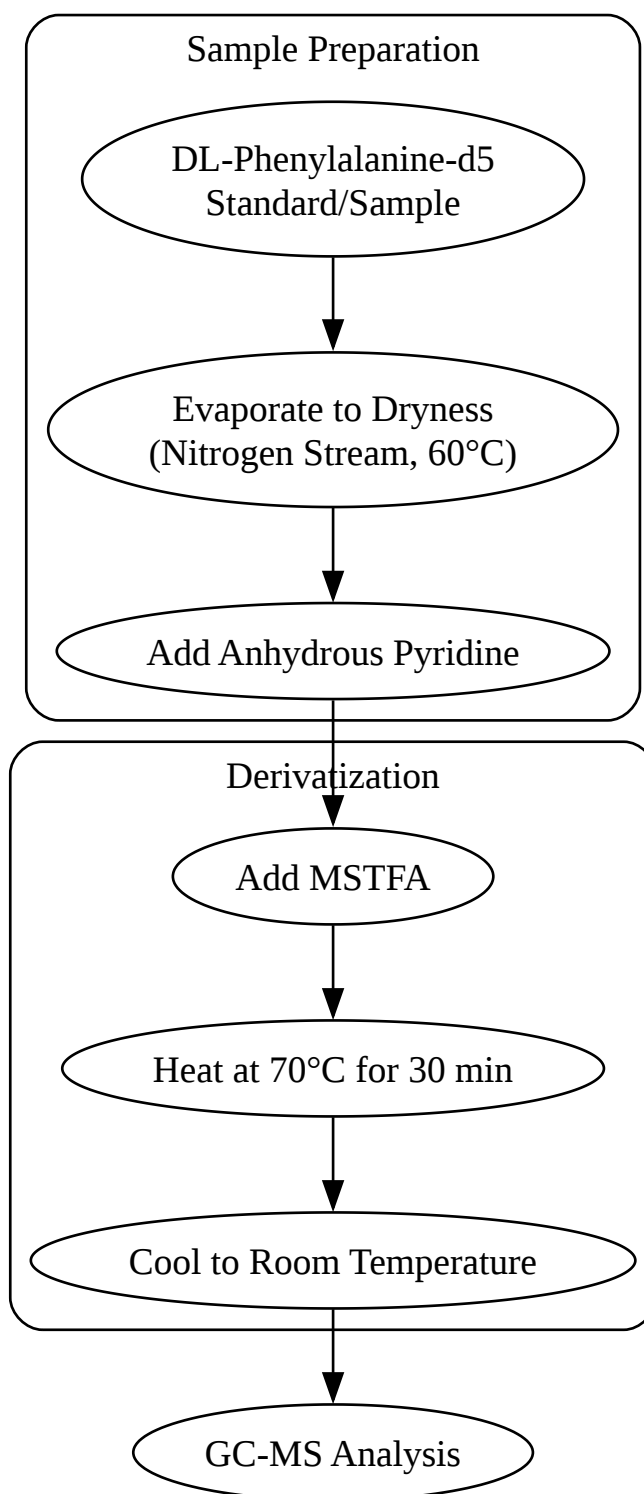 Sample Preparation
DL-Phenylalanine-d5
Standard/Sample
Evaporate to Dryness
(Nitrogen Stream, 60°C)
Add Anhydrous Pyridine
Derivatization
Add MSTFA
Heat at 70°C for 30 min
Cool to Room Temperature
GC-MS Analysis